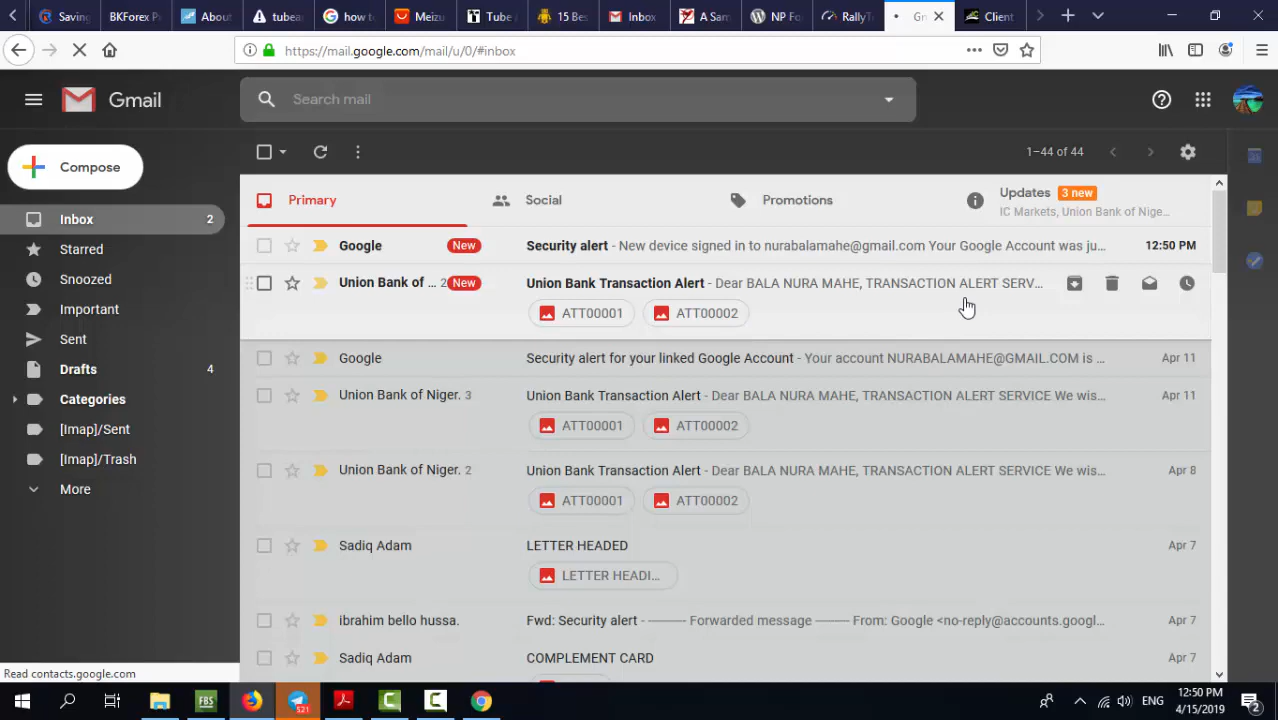 Saving
BKForex P
About
tubea
how to
Meizu
Tube
15 Bes
Inbox
A Sam
NP Fo
RallyT
G
Client
https://mail.google.com/mail/u/0/#inbox
Gmail
Search mail
Compose
1–44 of 44
Inbox 2
Starred
Snoozed
Important
Sent
Drafts 4
Categories
[Imap]/Sent
[Imap]/Trash
More
Primary
Social
Promotions
Updates 3 new
IC Markets, Union Bank of Nige...
Google New Security alert - New device signed in to nurabalamahe@gmail.com Your Google Account was ju... 12:50 PM
Union Bank of ... 2 New Union Bank Transaction Alert - Dear BALA NURA MAHE, TRANSACTION ALERT SERV...
ATT00001 ATT00002
Google Security alert for your linked Google Account - Your account NURABALAMAHE@GMAIL.COM is ... Apr 11
Union Bank of Niger. 3 Union Bank Transaction Alert - Dear BALA NURA MAHE, TRANSACTION ALERT SERVICE We wis... Apr 11
ATT00001 ATT00002
Union Bank of Niger. 2 Union Bank Transaction Alert - Dear BALA NURA MAHE, TRANSACTION ALERT SERVICE We wis... Apr 8
ATT00001 ATT00002
Sadiq Adam LETTER HEADED Apr 7
LETTER HEADI...
ibrahim bello hussa. Fwd: Security alert - ---------- Forwarded message --------- From: Google <no-reply@accounts.googl... Apr 7
Sadiq Adam COMPLEMENT CARD Apr 7
Read contacts.google.com
FBS
521
ENG
12:50 PM
4/15/2019
2